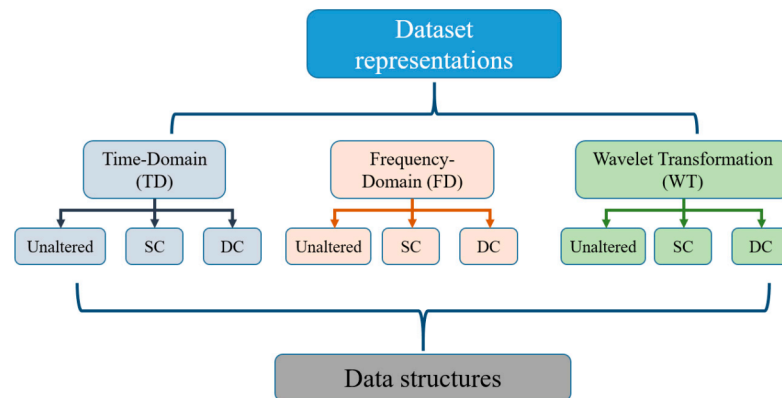 Dataset
representations
Time-Domain
(TD)
Frequency-
Domain (FD)
Wavelet Transformation
(WT)
Unaltered
SC
DC
Unaltered
SC
DC
Unaltered
SC
DC
Data structures